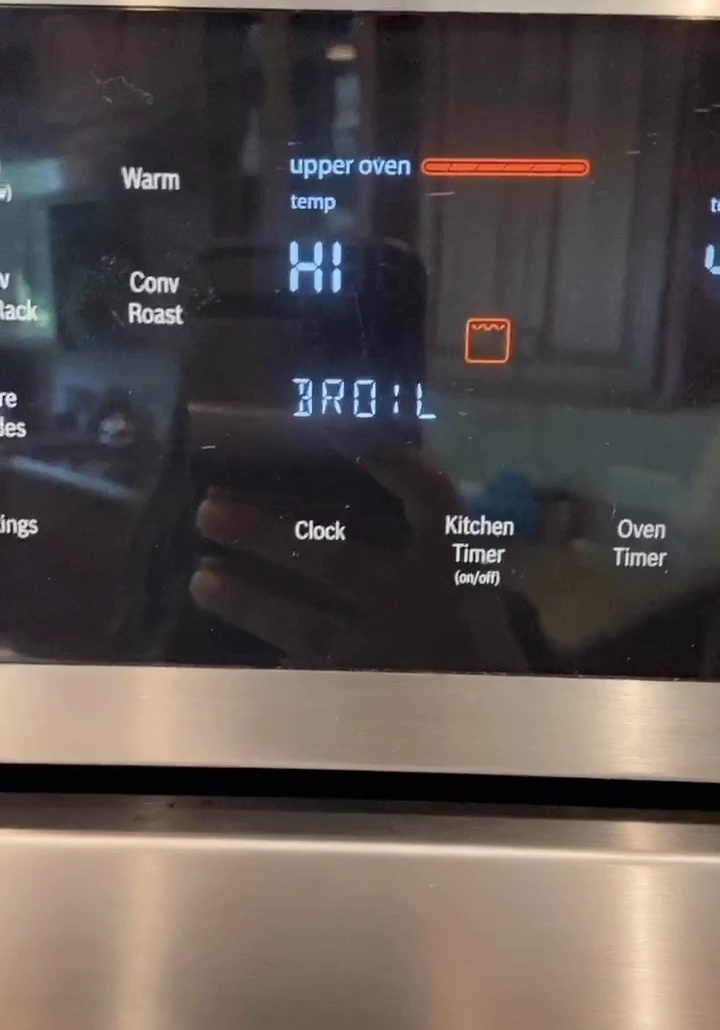 Warm
Conv
Roast
upper oven
temp
HI
BROIL
Clock
Kitchen
Timer
(on/off)
Oven
Timer